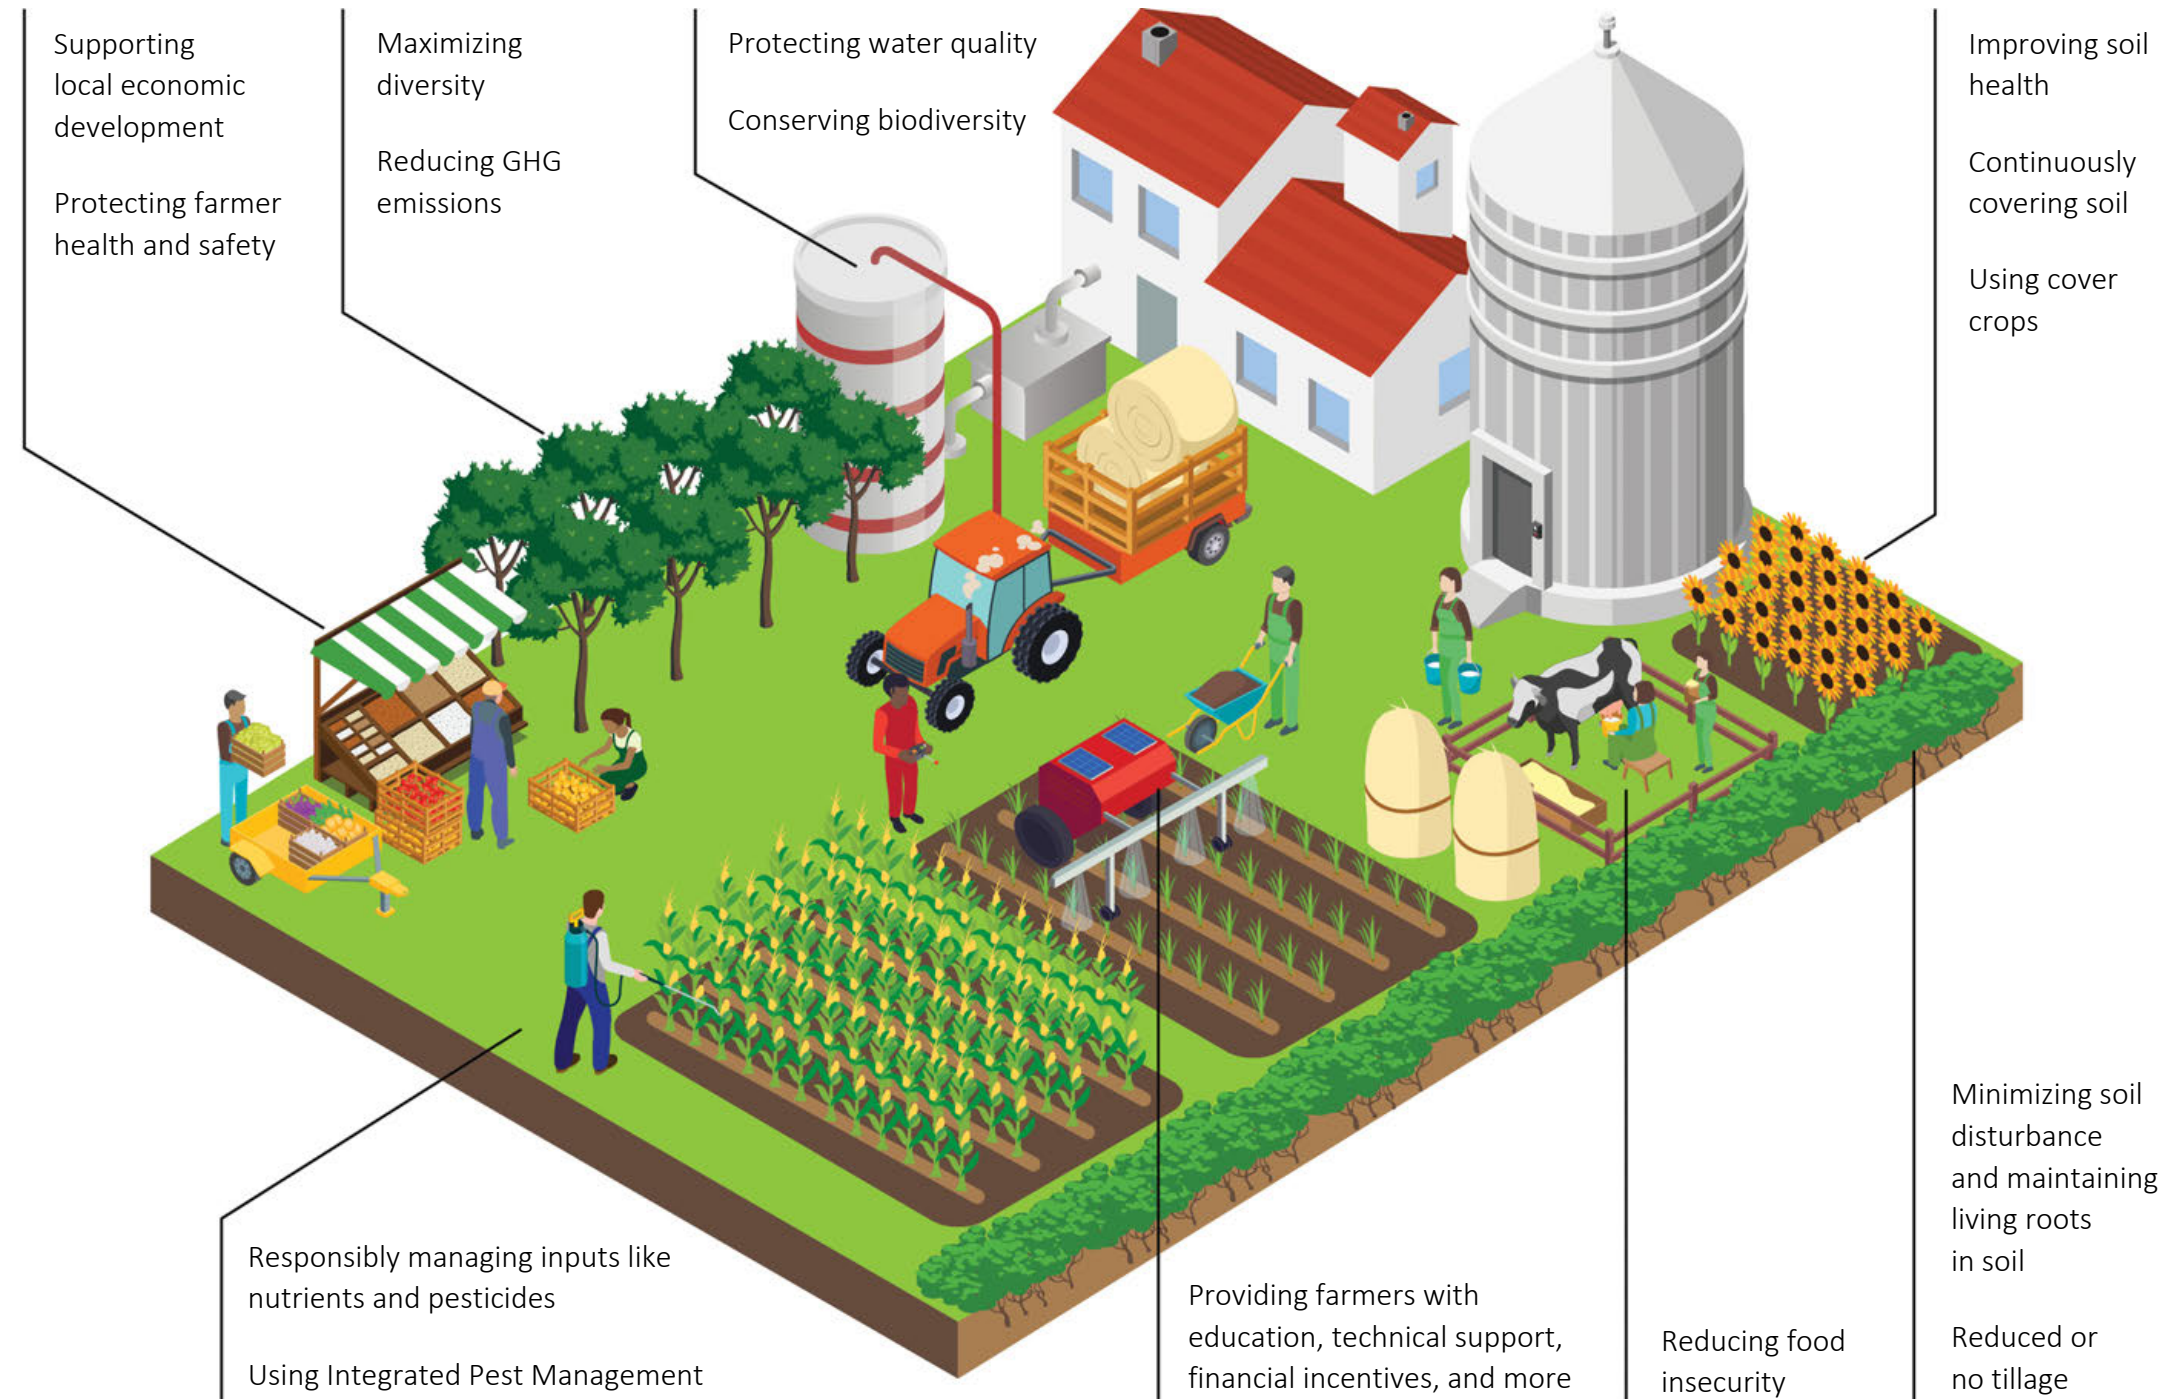 Supporting
local economic
development
Protecting farmer
health and safety
Maximizing
diversity
Reducing GHG
emissions
Protecting water quality
Conserving biodiversity
Improving soil
health
Continuously
covering soil
Using cover
crops
Responsibly managing inputs like
nutrients and pesticides
Using Integrated Pest Management
Providing farmers with
education, technical support,
financial incentives, and more
Reducing food
insecurity
Minimizing soil
disturbance
and maintaining
living roots
in soil
Reduced or
no tillage